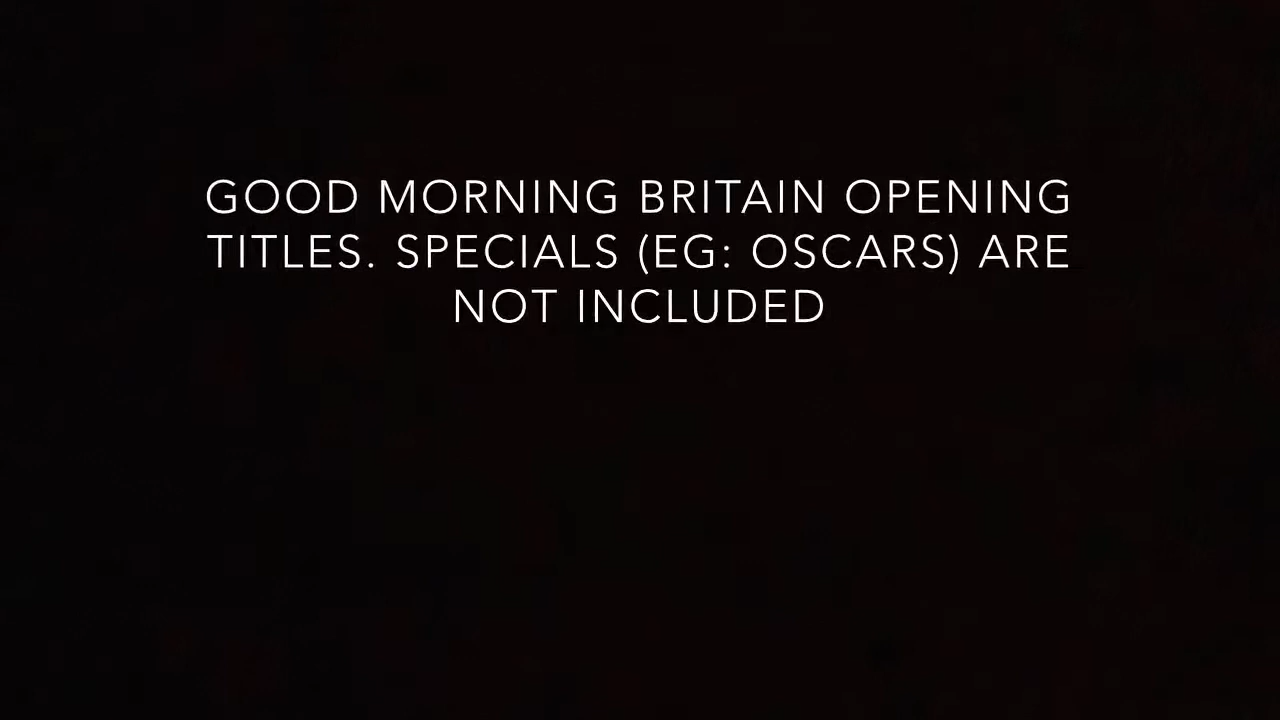 GOOD MORNING BRITAIN OPENING
TITLES. SPECIALS (EG: OSCARS) ARE
NOT INCLUDED